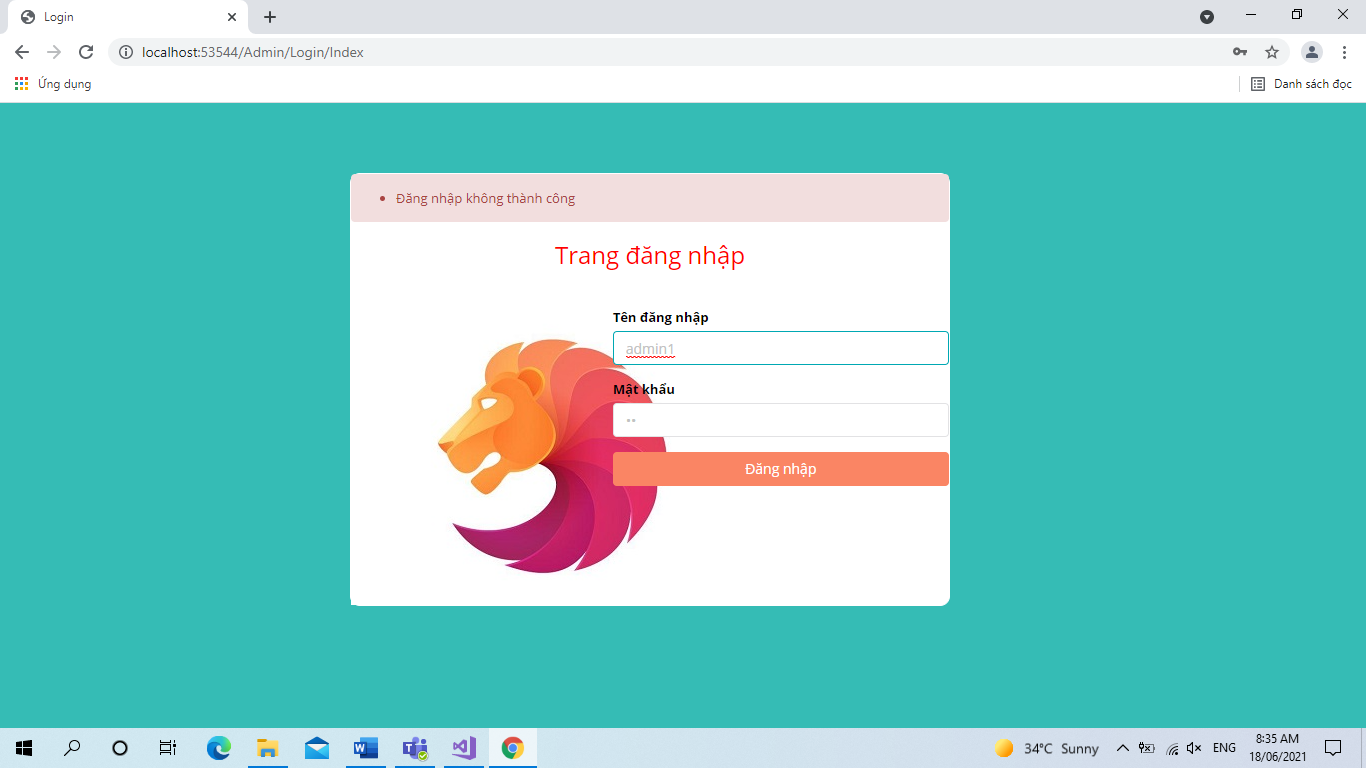 Login
localhost:53544/Admin/Login/Index
Ứng dụng
Danh sách đọc
Đăng nhập không thành công
Trang đăng nhập
Tên đăng nhập
admin1
Mật khẩu
••
Đăng nhập
34°C Sunny
ENG
8:35 AM
18/06/2021